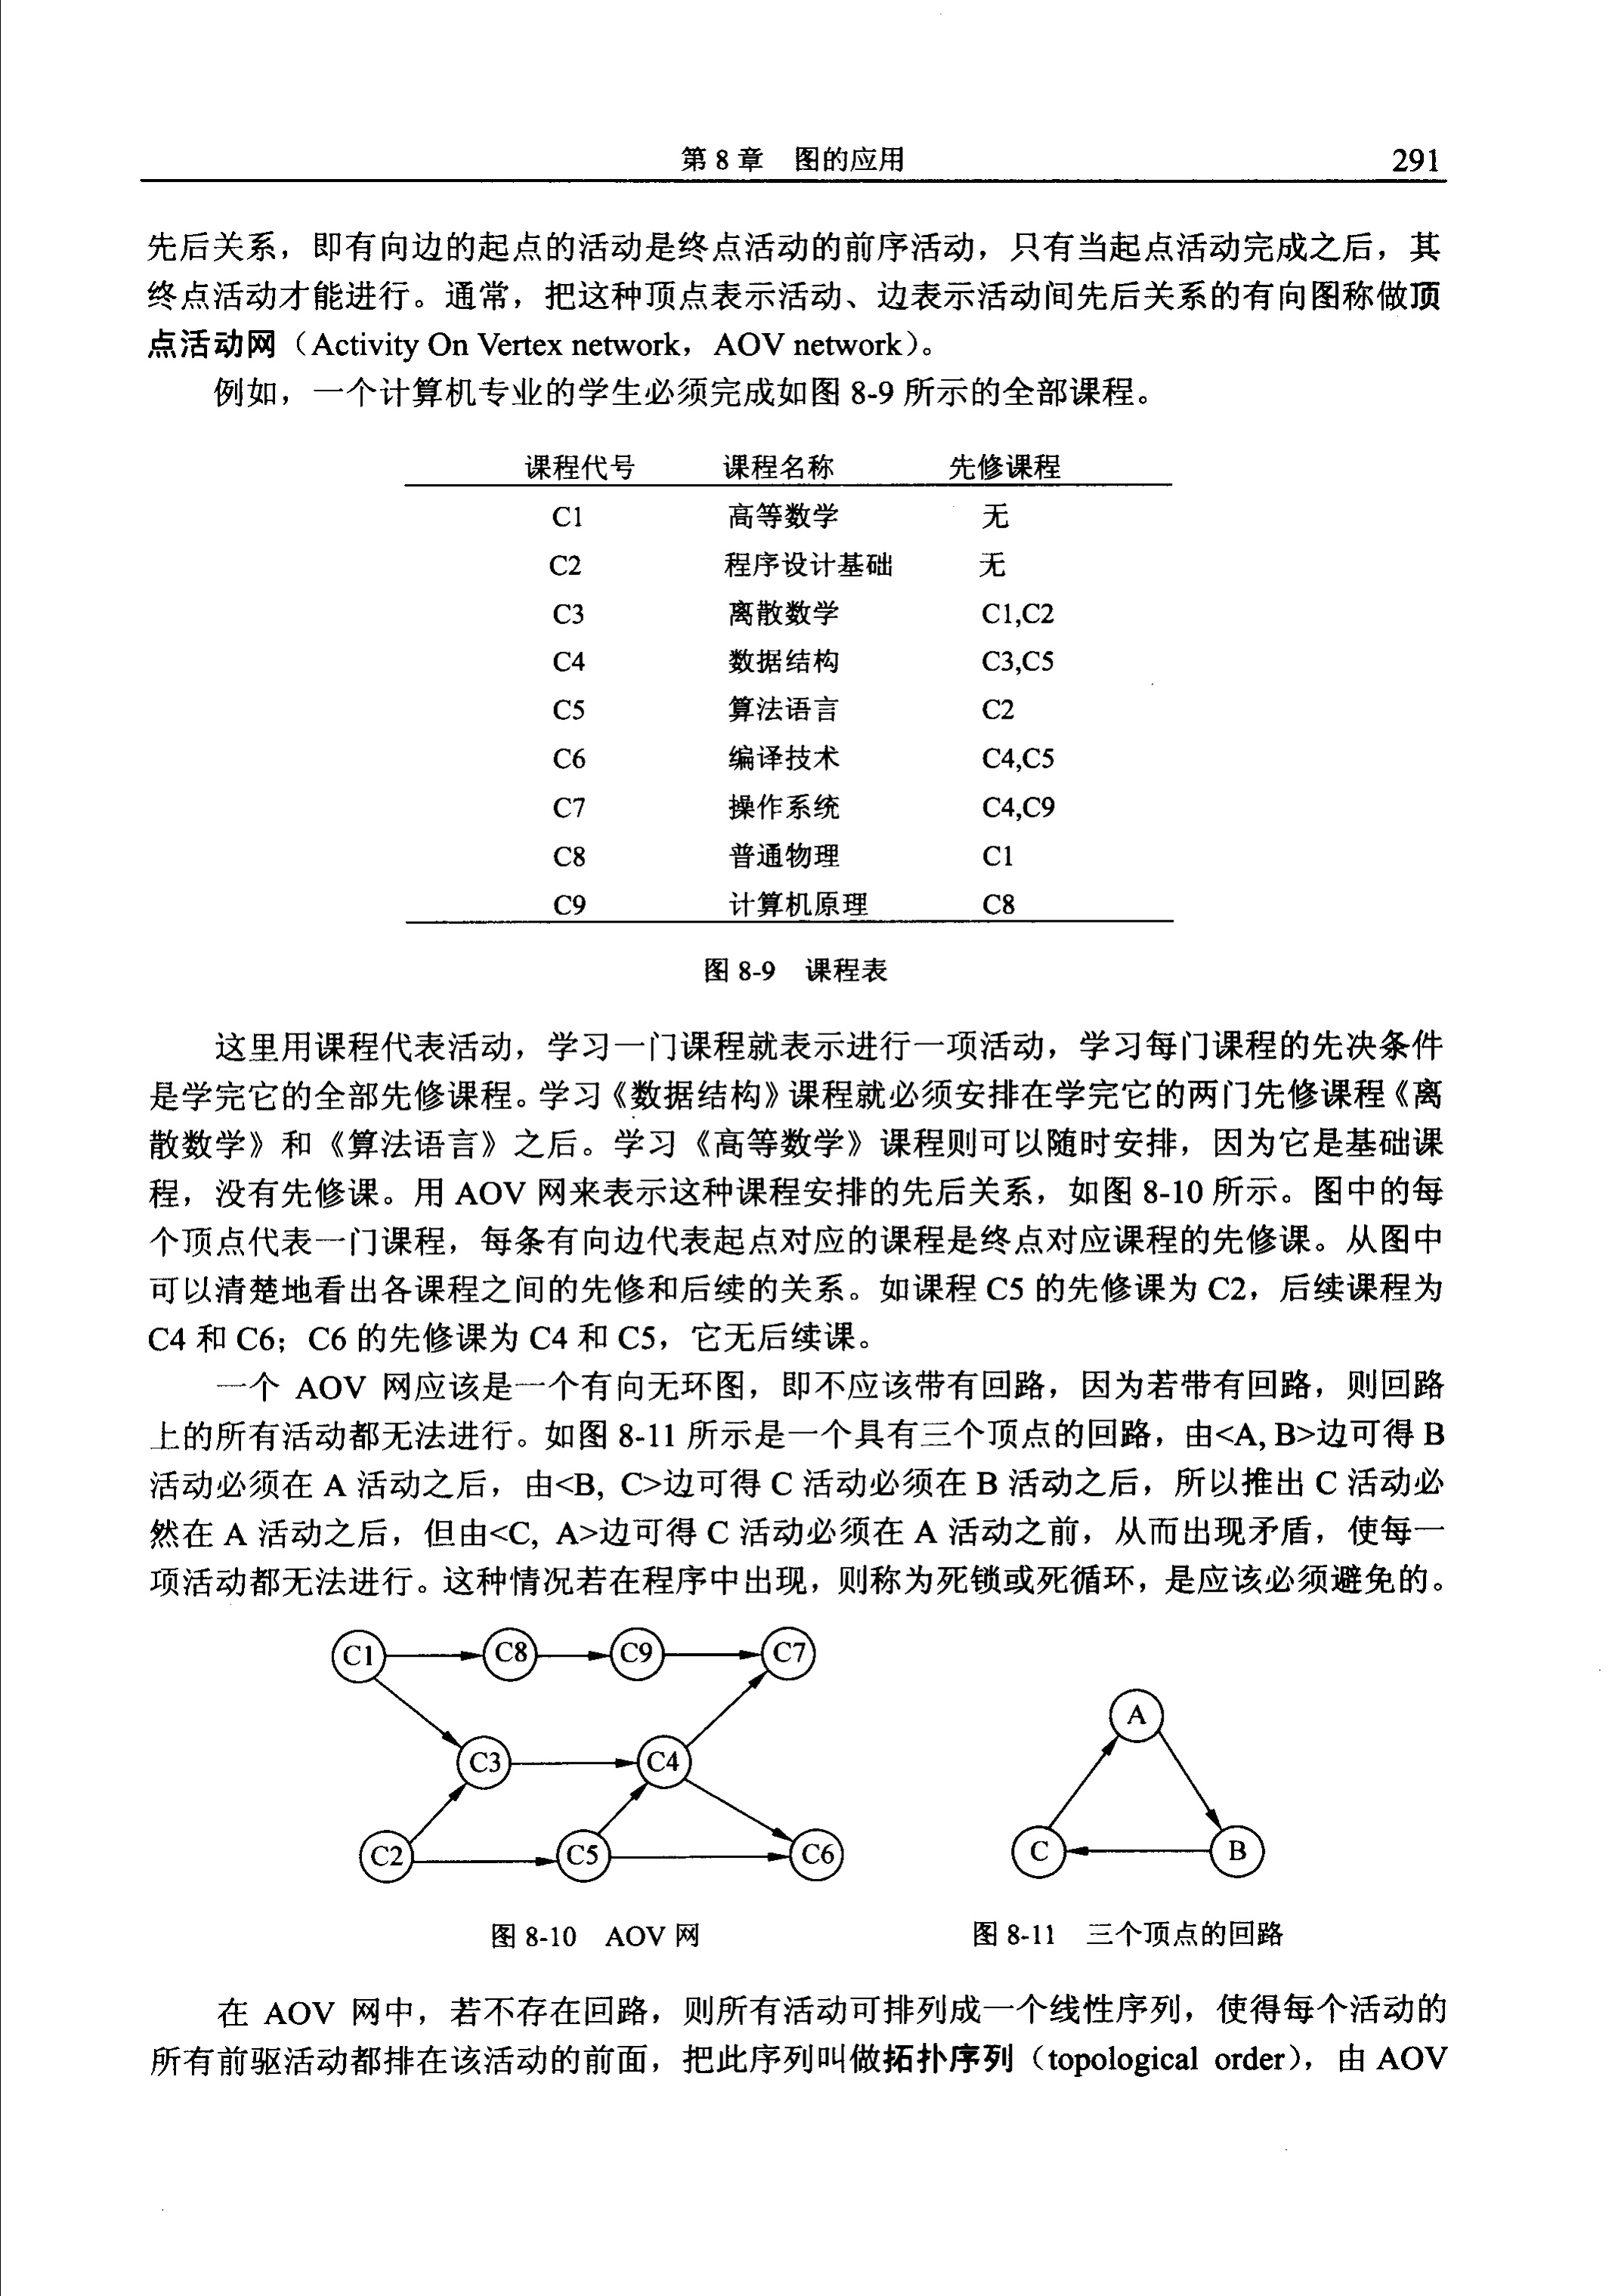 第 8 章 图的应用 291
先后关系，即有向边的起点的活动是终点活动的前序活动，只有当起点活动完成之后，其
终点活动才能进行。通常，把这种顶点表示活动、边表示活动间先后关系的有向图称做顶
点活动网（Activity On Vertex network，AOV network）。
例如，一个计算机专业的学生必须完成如图 8-9 所示的全部课程。
课程代号 课程名称 先修课程
C1 高等数学 无
C2 程序设计基础 无
C3 离散数学 C1,C2
C4 数据结构 C3,C5
C5 算法语言 C2
C6 编译技术 C4,C5
C7 操作系统 C4,C9
C8 普通物理 C1
C9 计算机原理 C8
图 8-9 课程表
这里用课程代表活动，学习一门课程就表示进行一项活动，学习每门课程的先决条件
是学完它的全部先修课程。学习《数据结构》课程就必须安排在学完它的两门先修课程《离
散数学》和《算法语言》之后。学习《高等数学》课程则可以随时安排，因为它是基础课
程，没有先修课。用 AOV 网来表示这种课程安排的先后关系，如图 8-10 所示。图中的每
个顶点代表一门课程，每条有向边代表起点对应的课程是终点对应课程的先修课。从图中
可以清楚地看出各课程之间的先修和后续的关系。如课程 C5 的先修课为 C2，后续课程为
C4 和 C6；C6 的先修课为 C4 和 C5，它无后续课。
一个 AOV 网应该是一个有向无环图，即不应该带有回路，因为若带有回路，则回路
上的所有活动都无法进行。如图 8-11 所示是一个具有三个顶点的回路，由<A, B>边可得 B
活动必须在 A 活动之后，由<B, C>边可得 C 活动必须在 B 活动之后，所以推出 C 活动必
然在 A 活动之后，但由<C, A>边可得 C 活动必须在 A 活动之前，从而出现矛盾，使每一
项活动都无法进行。这种情况若在程序中出现，则称为死锁或死循环，是应该必须避免的。
C1 C8 C9 C7
A
C3 C4
C2 C5 C6 C B
图 8-10 AOV 网 图 8-11 三个顶点的回路
在 AOV 网中，若不存在回路，则所有活动可排列成一个线性序列，使得每个活动的
所有前驱活动都排在该活动的前面，把此序列叫做拓扑序列（topological order），由 AOV